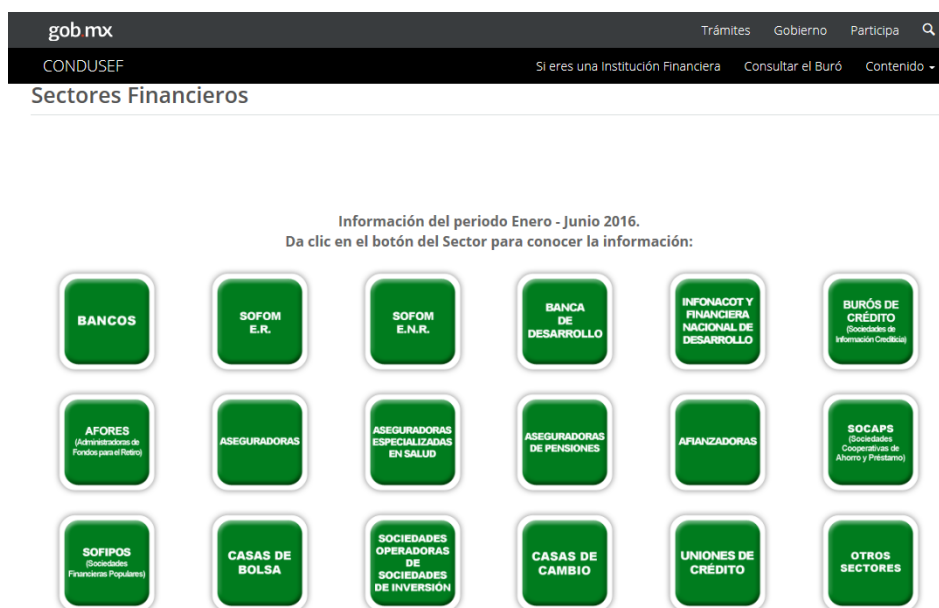 gob.mx
Trámites Gobierno Participa
CONDUSEF
Si eres una Institución Financiera Consultar el Buró Contenido
Sectores Financieros
Información del periodo Enero - Junio 2016.
Da clic en el botón del Sector para conocer la información:
BANCOS
SOFOM
E.R.
SOFOM
E.N.R.
BANCA
DE
DESARROLLO
INFONACOT Y
FINANCIERA
NACIONAL DE
DESARROLLO
BURÓS DE
CRÉDITO
(Sociedades de
Información Crediticia)
AFORES
(Administradoras de
Fondos para el Retiro)
ASEGURADORAS
ASEGURADORAS
ESPECIALIZADAS
EN SALUD
ASEGURADORAS
DE PENSIONES
AFIANZADORAS
SOCAPS
(Sociedades
Cooperativas de
Ahorro y Préstamo)
SOFIPOS
(Sociedades
Financieras Populares)
CASAS DE
BOLSA
SOCIEDADES
OPERADORAS
DE
SOCIEDADES
DE INVERSIÓN
CASAS DE
CAMBIO
UNIONES DE
CRÉDITO
OTROS
SECTORES